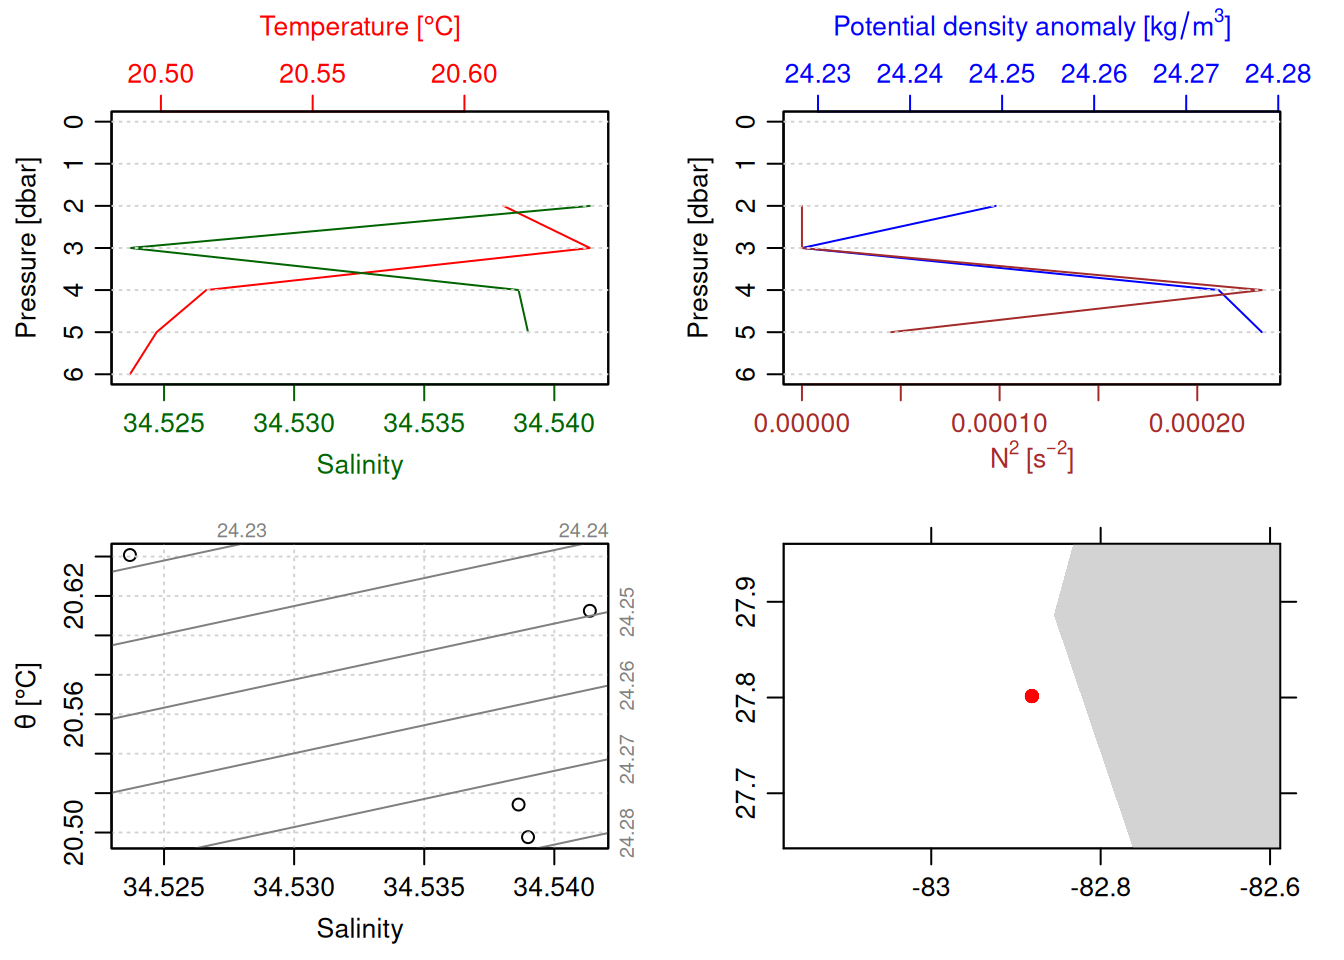 Temperature [°C]
20.50 20.55 20.60
Pressure [dbar]
0
1
2
3
4
5
6
34.525 34.530 34.535 34.540
Salinity
Potential density anomaly [kg/m³]
24.23 24.24 24.25 24.26 24.27 24.28
Pressure [dbar]
0
1
2
3
4
5
6
0.00000 0.00010 0.00020
N² [s⁻²]
24.23 24.24
24.25
24.26
24.27
24.28
θ [°C]
20.62
20.56
20.50
34.525 34.530 34.535 34.540
Salinity
27.9
27.8
27.7
-83 -82.8 -82.6